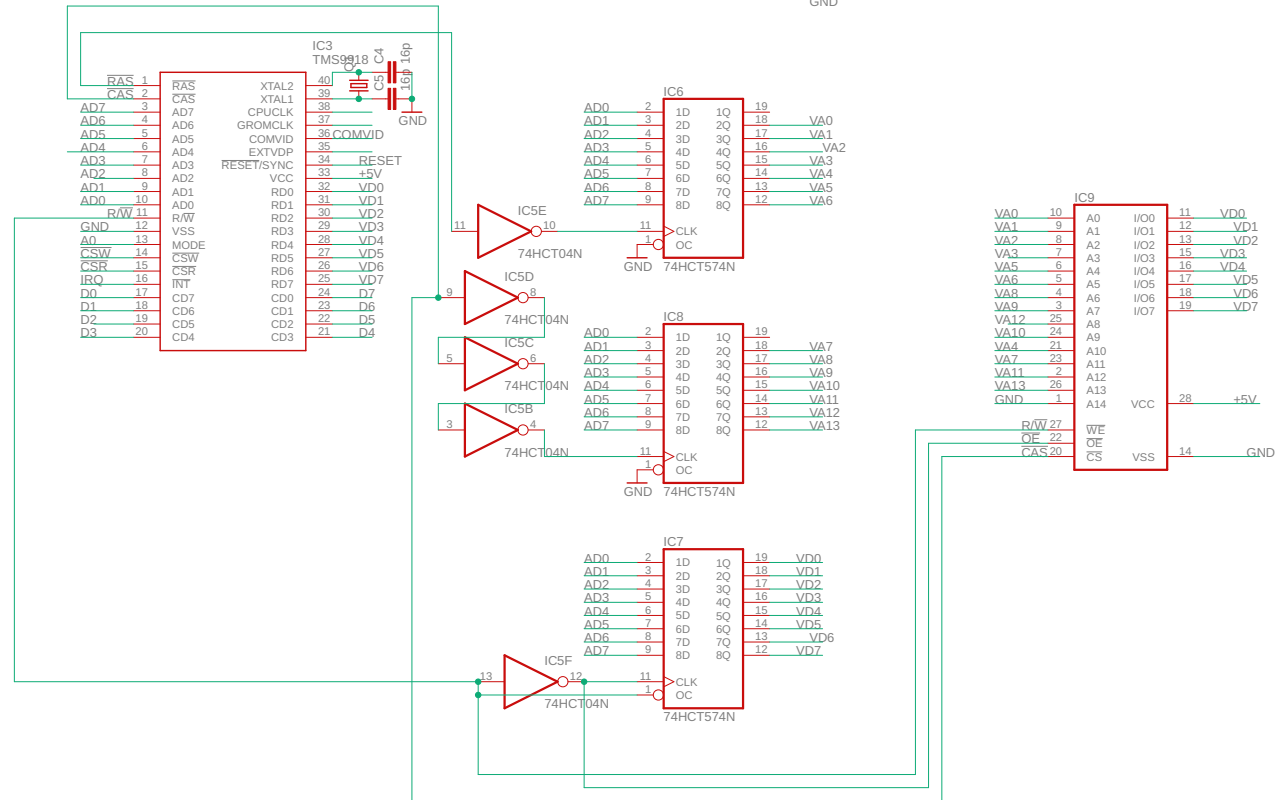 GND
IC3
TMS9918
Q
C4
16p
C5
16p
GND
RAS 1 RAS XTAL2 40
CAS 2 CAS XTAL1 39
AD7 3 AD7 CPUCLK 38
AD6 4 AD6 GROMCLK 37
AD5 5 AD5 COMVID 36 COMVID
AD4 6 AD4 EXTVDP 35
AD3 7 AD3 RESET/SYNC 34 RESET
AD2 8 AD2 VCC 33 +5V
AD1 9 AD1 RD0 32 VD0
AD0 10 AD0 RD1 31 VD1
R/W 11 R/W RD2 30 VD2
GND 12 VSS RD3 29 VD3
A0 13 MODE RD4 28 VD4
CSW 14 CSW RD5 27 VD5
CSR 15 CSR RD6 26 VD6
IRQ 16 INT RD7 25 VD7
D0 17 CD7 CD0 24 D7
D1 18 CD6 CD1 23 D6
D2 19 CD5 CD2 22 D5
D3 20 CD4 CD3 21 D4
IC5E
11 10
74HCT04N
IC5D
9 8
74HCT04N
IC5C
5 6
74HCT04N
IC5B
3 4
74HCT04N
IC6
AD0 2 1D 1Q 19
AD1 3 2D 2Q 18 VA0
AD2 4 3D 3Q 17 VA1
AD3 5 4D 4Q 16 VA2
AD4 6 5D 5Q 15 VA3
AD5 7 6D 6Q 14 VA4
AD6 8 7D 7Q 13 VA5
AD7 9 8D 8Q 12 VA6
11 CLK
1 OC
GND
74HCT574N
IC8
AD0 2 1D 1Q 19
AD1 3 2D 2Q 18 VA7
AD2 4 3D 3Q 17 VA8
AD3 5 4D 4Q 16 VA9
AD4 6 5D 5Q 15 VA10
AD5 7 6D 6Q 14 VA11
AD6 8 7D 7Q 13 VA12
AD7 9 8D 8Q 12 VA13
11 CLK
1 OC
GND
74HCT574N
IC7
AD0 2 1D 1Q 19 VD0
AD1 3 2D 2Q 18 VD1
AD2 4 3D 3Q 17 VD2
AD3 5 4D 4Q 16 VD3
AD4 6 5D 5Q 15 VD4
AD5 7 6D 6Q 14 VD5
AD6 8 7D 7Q 13 VD6
AD7 9 8D 8Q 12 VD7
11 CLK
1 OC
74HCT574N
IC5F
13 12
74HCT04N
IC9
VA0 10 A0 I/O0 11 VD0
VA1 9 A1 I/O1 12 VD1
VA2 8 A2 I/O2 13 VD2
VA3 7 A3 I/O3 15 VD3
VA5 6 A4 I/O4 16 VD4
VA6 5 A5 I/O5 17 VD5
VA8 4 A6 I/O6 18 VD6
VA9 3 A7 I/O7 19 VD7
VA12 25 A8
VA10 24 A9
VA4 21 A10
VA7 23 A11
VA11 2 A12
VA13 26 A13
GND 1 A14 VCC 28 +5V
R/W 27 WE
OE 22 OE
CAS 20 CS VSS 14 GND